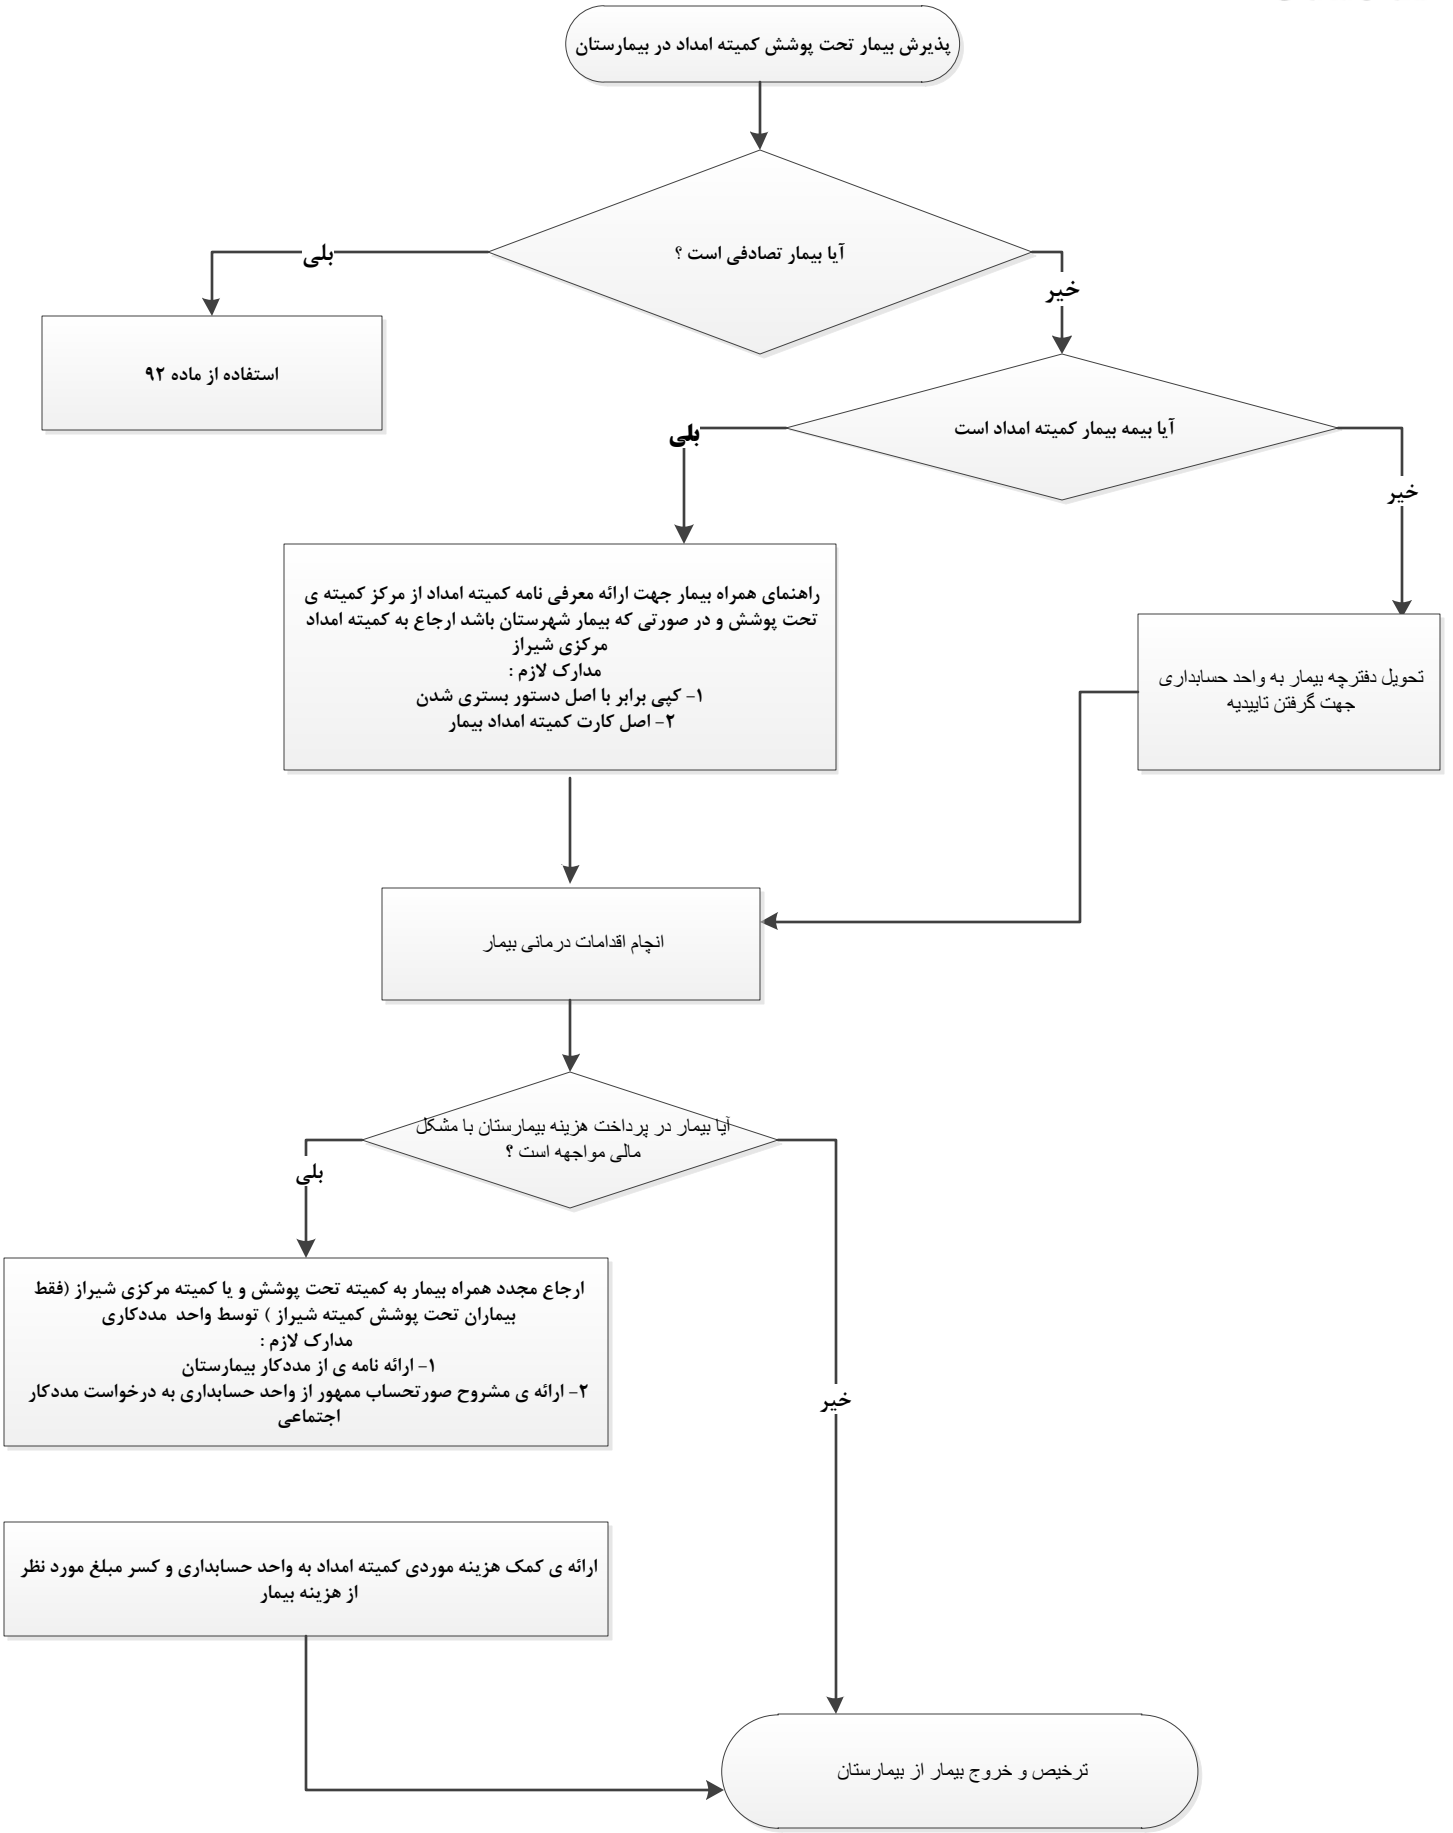 پذیرش بیمار تحت پوشش کمیته امداد در بیمارستان
آیا بیمار تصادفی است ؟
بلی
خیر
استفاده از ماده ۹۲
آیا بیمه بیمار کمیته امداد است
بلی
خیر
راهنمای همراه بیمار جهت ارائه معرفی نامه کمیته امداد از مرکز کمیته ی
تحت پوشش و در صورتی که بیمار شهرستان باشد ارجاع به کمیته امداد
مرکزی شیراز
مدارک لازم :
۱- کپی برابر با اصل دستور بستری شدن
۲- اصل کارت کمیته امداد بیمار
تحویل دفترچه بیمار به واحد حسابداری
جهت گرفتن تاییدیه
انچام اقدامات درمانی بیمار
آیا بیمار در پرداخت هزینه بیمارستان با مشکل
مالی مواجهه است ؟
بلی
خیر
ارجاع مجدد همراه بیمار به کمیته تحت پوشش و یا کمیته مرکزی شیراز (فقط
بیماران تحت پوشش کمیته شیراز ) توسط واحد مددکاری
مدارک لازم :
۱- ارائه نامه ی از مددکار بیمارستان
۲- ارائه ی مشروح صورتحساب ممهور از واحد حسابداری به درخواست مددکار
اجتماعی
ارائه ی کمک هزینه موردی کمیته امداد به واحد حسابداری و کسر مبلغ مورد نظر
از هزینه بیمار
ترخیص و خروج بیمار از بیمارستان